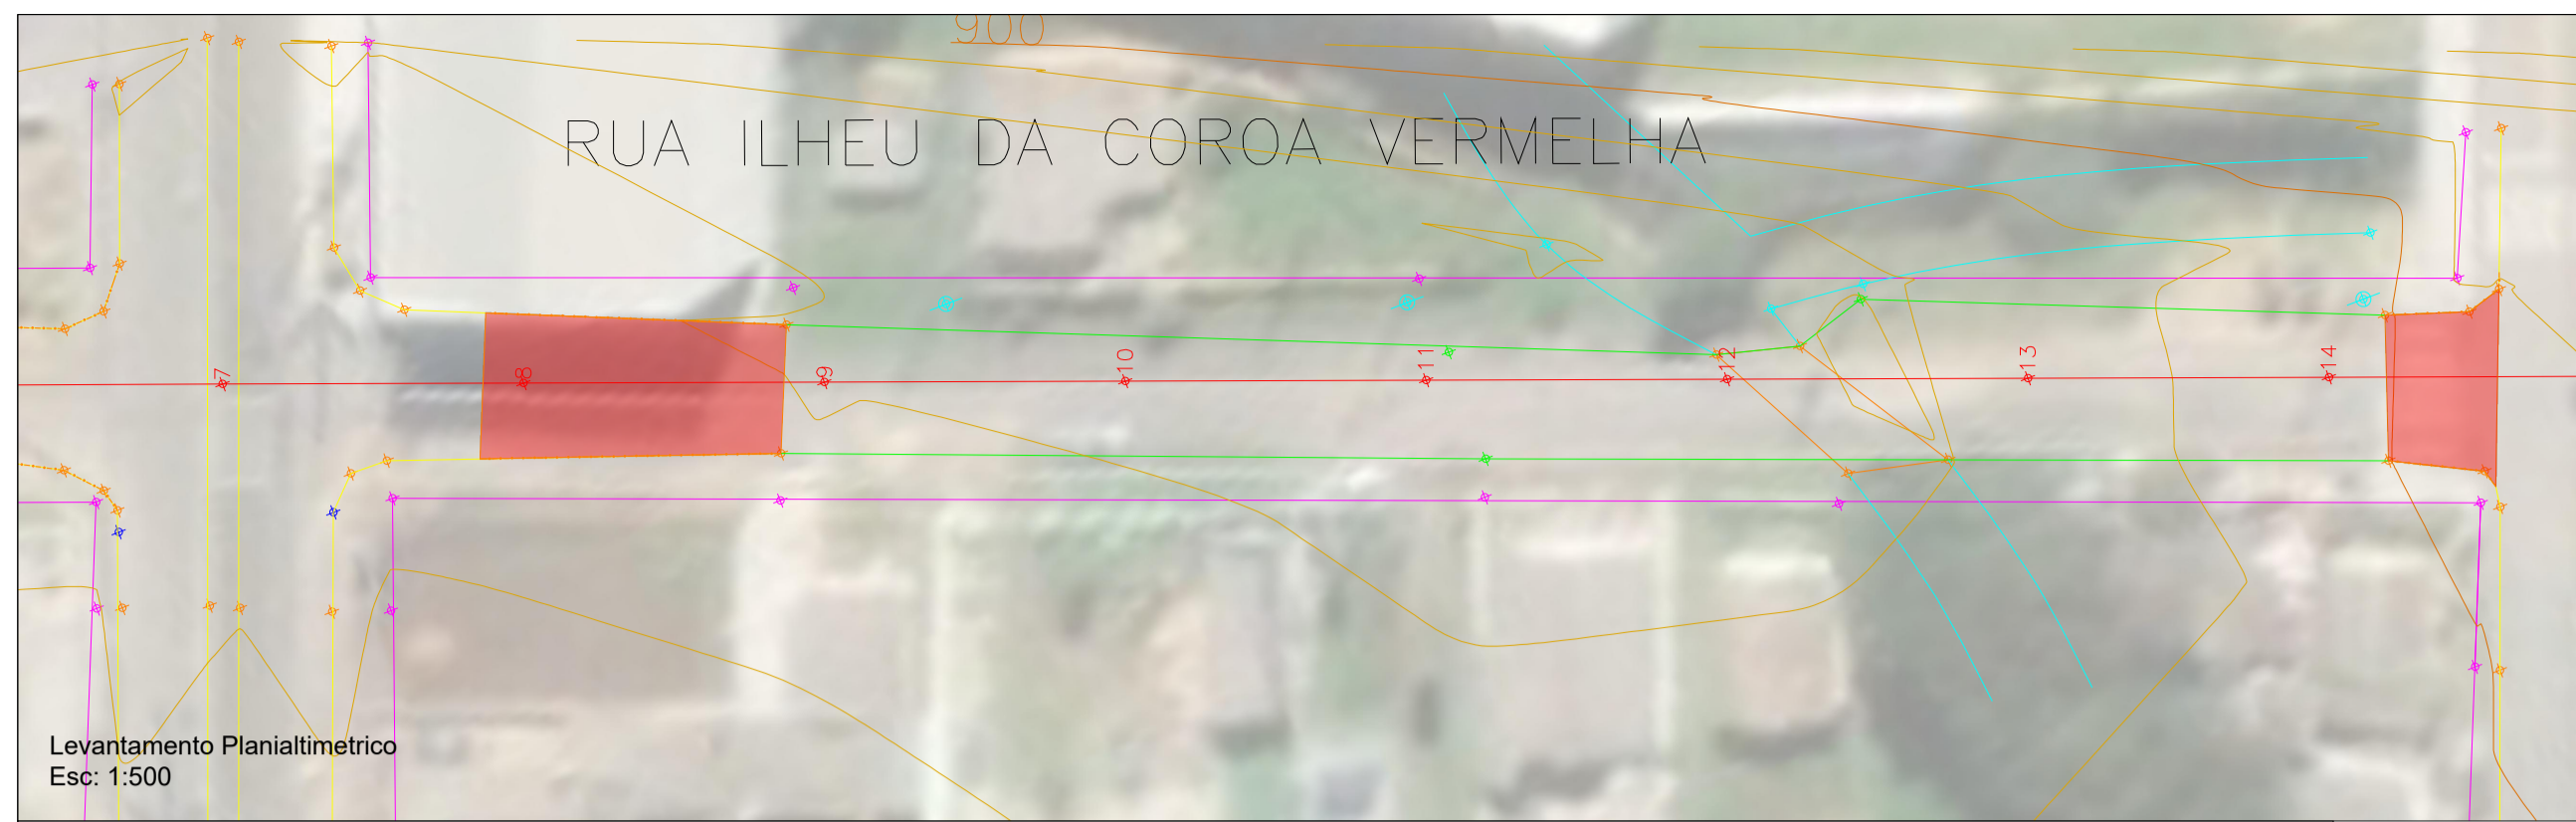 900
RUA ILHEU DA COROA VERMELHA
7 8 9 10 11 12 13 14
Levantamento Planialtimetrico
Esc: 1:500